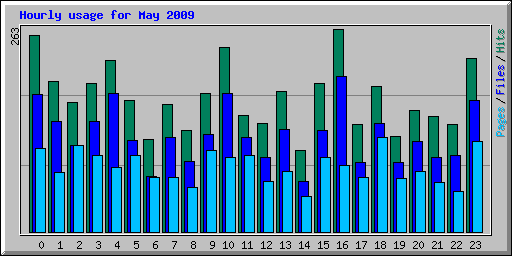 Hourly usage for May 2009
263
Pages / Files / Hits
0 1 2 3 4 5 6 7 8 9 10 11 12 13 14 15 16 17 18 19 20 21 22 23